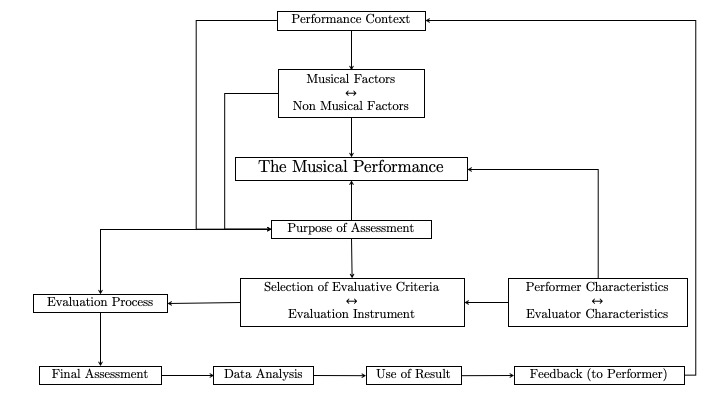 Performance Context
Musical Factors
↔
Non Musical Factors
The Musical Performance
Purpose of Assessment
Selection of Evaluative Criteria
↔
Evaluation Instrument
Performer Characteristics
↔
Evaluator Characteristics
Evaluation Process
Final Assessment
Data Analysis
Use of Result
Feedback (to Performer)